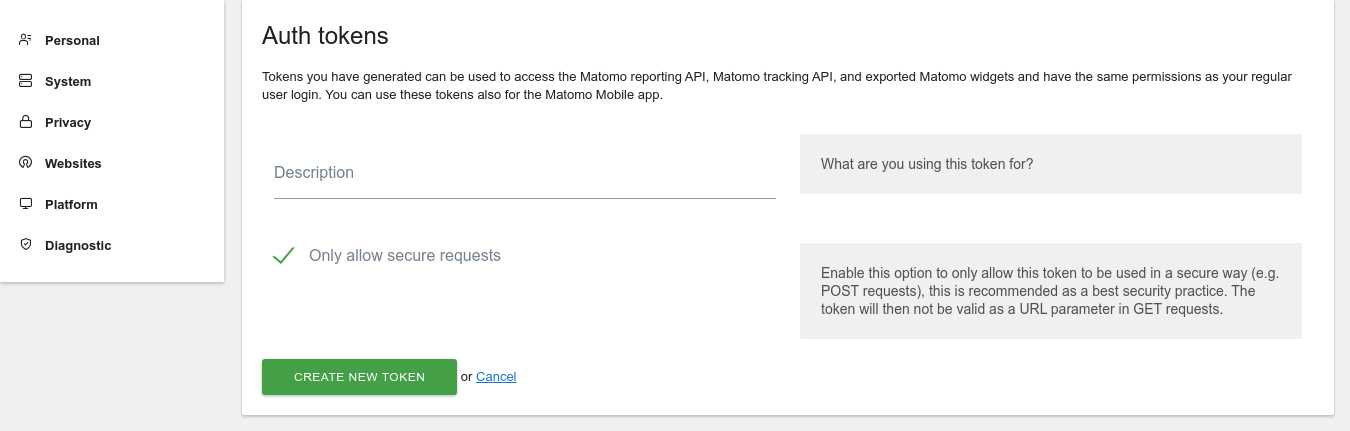 Personal
System
Privacy
Websites
Platform
Diagnostic
Auth tokens
Tokens you have generated can be used to access the Matomo reporting API, Matomo tracking API, and exported Matomo widgets and have the same permissions as your regular
user login. You can use these tokens also for the Matomo Mobile app.
Description
What are you using this token for?
Only allow secure requests
Enable this option to only allow this token to be used in a secure way (e.g.
POST requests), this is recommended as a best security practice. The
token will then not be valid as a URL parameter in GET requests.
CREATE NEW TOKEN or Cancel